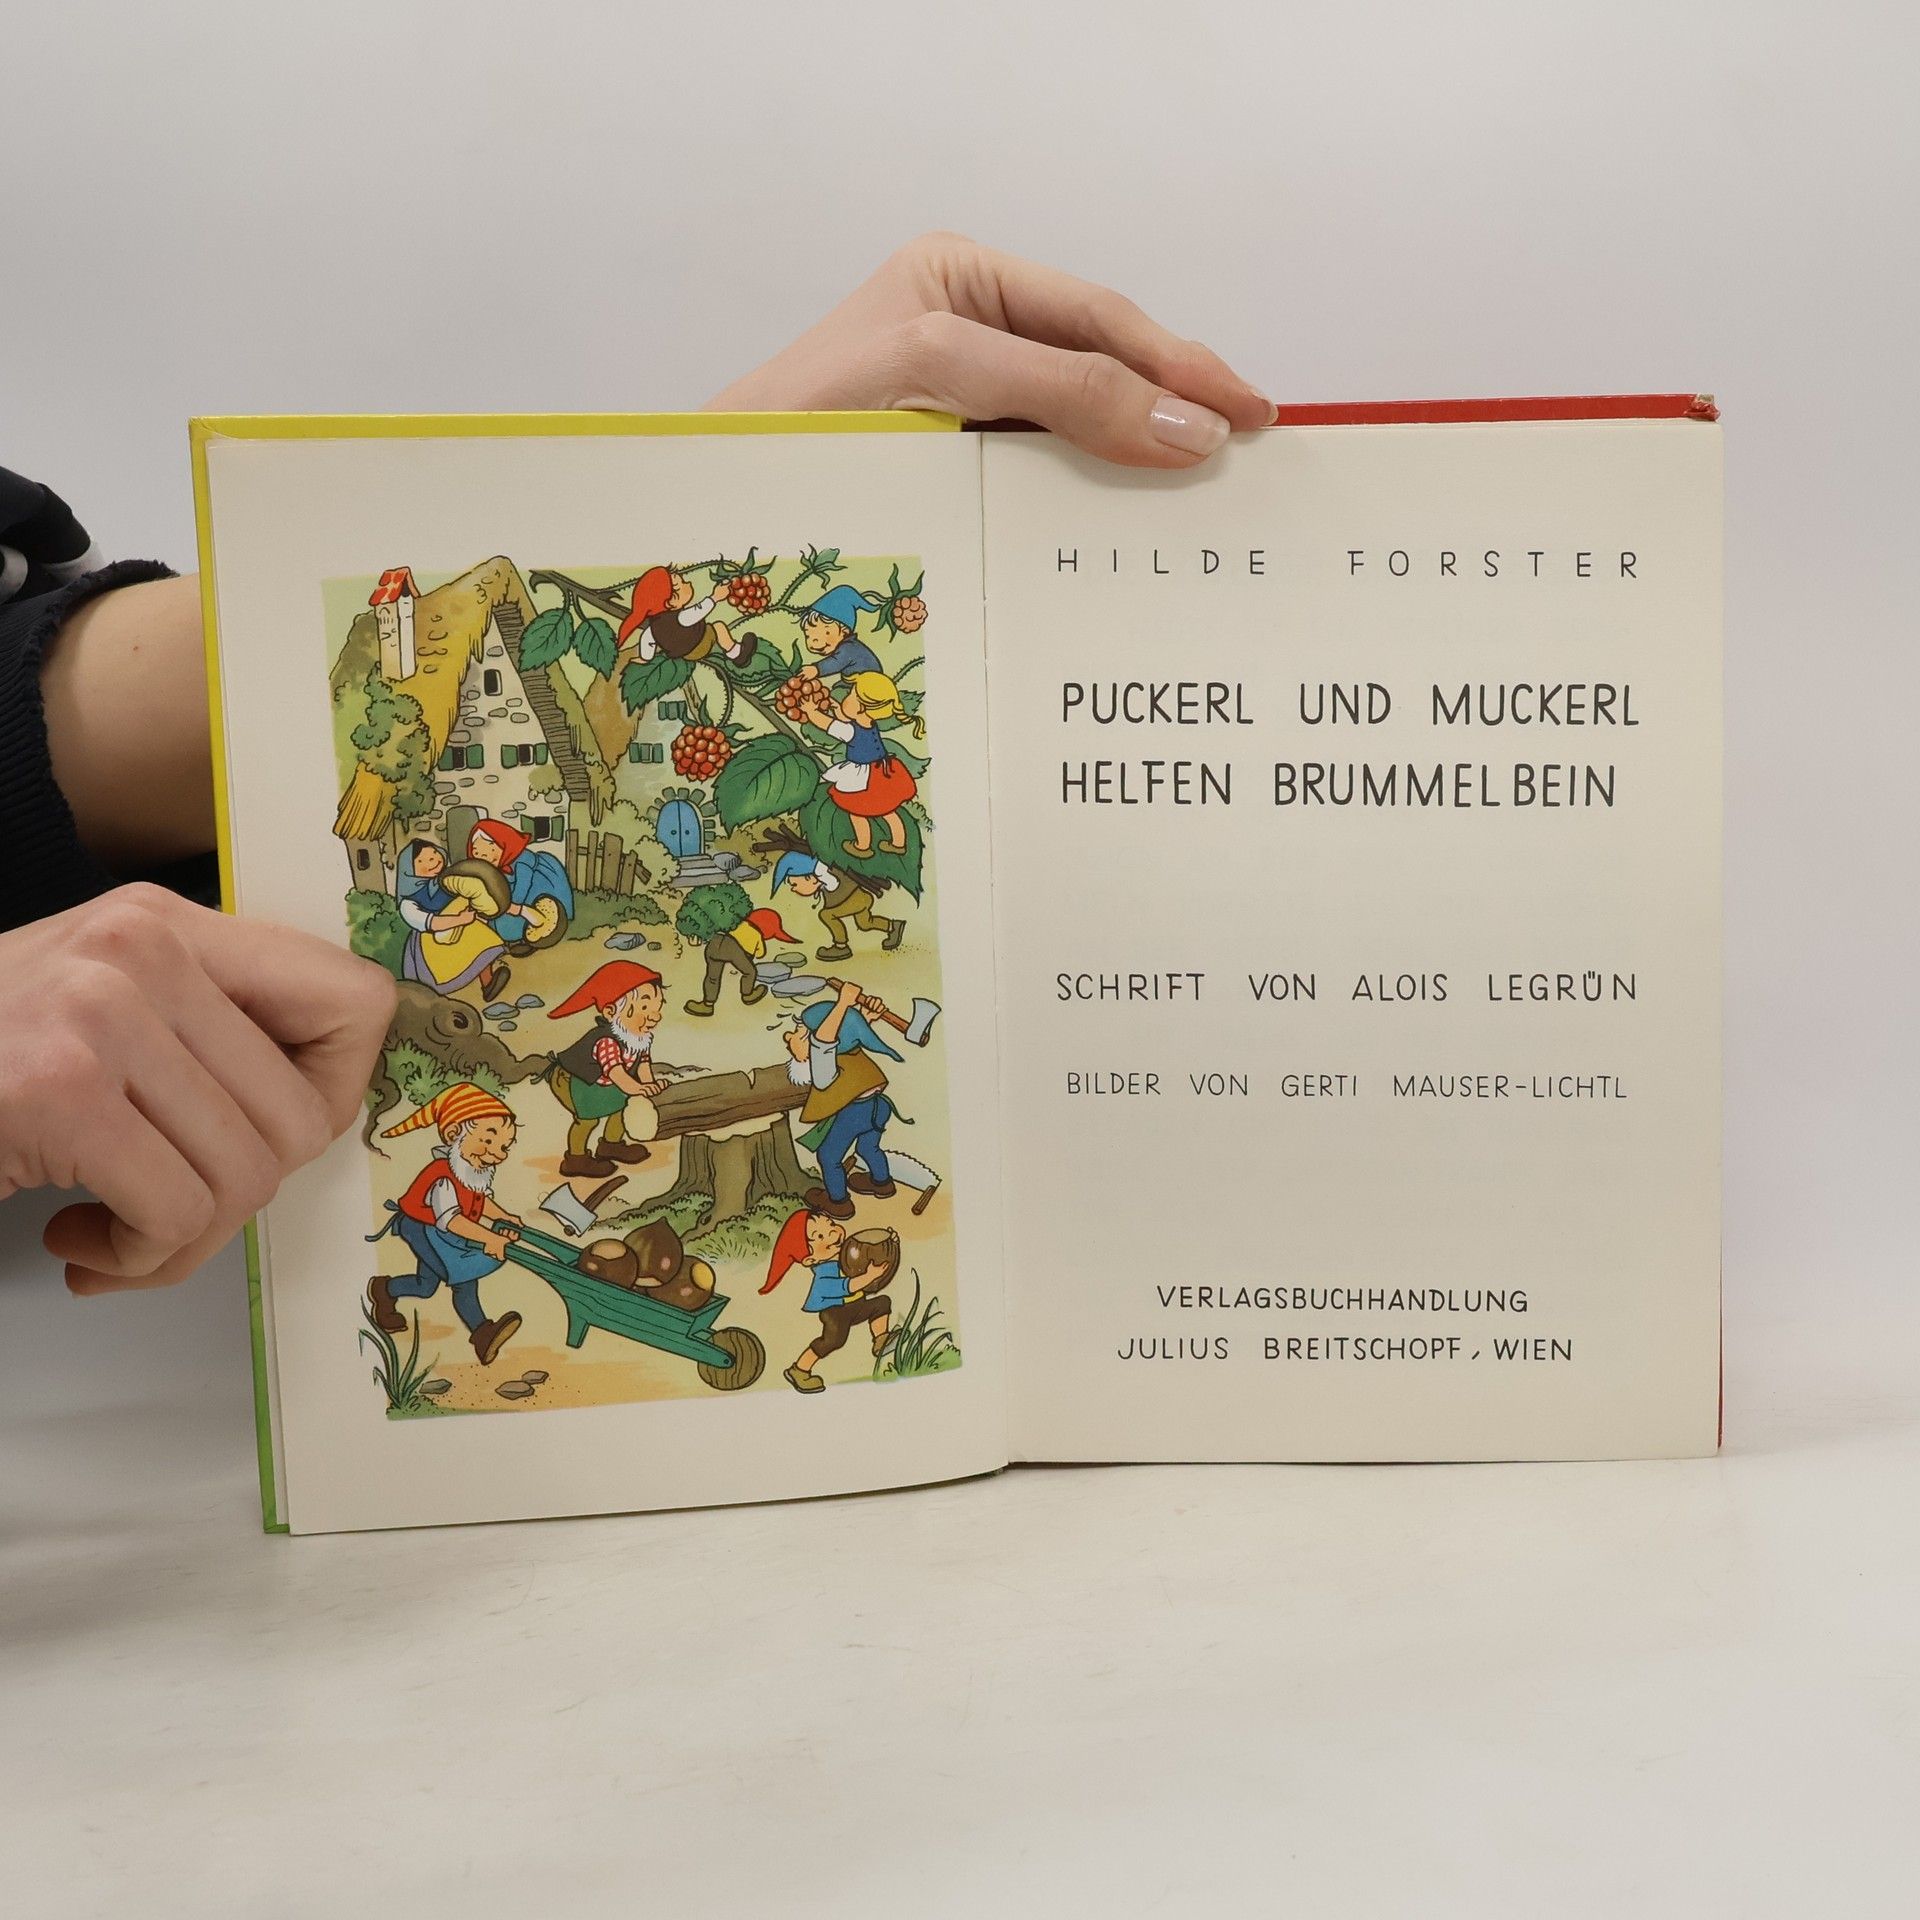 HILDE FORSTER
PUCKERL UND MUCKERL
HELFEN BRUMMELBEIN
SCHRIFT VON ALOIS LEGRÜN
BILDER VON GERTI MAUSER-LICHTL
VERLAGSBUCHHANDLUNG
JULIUS BREITSCHOPF, WIEN